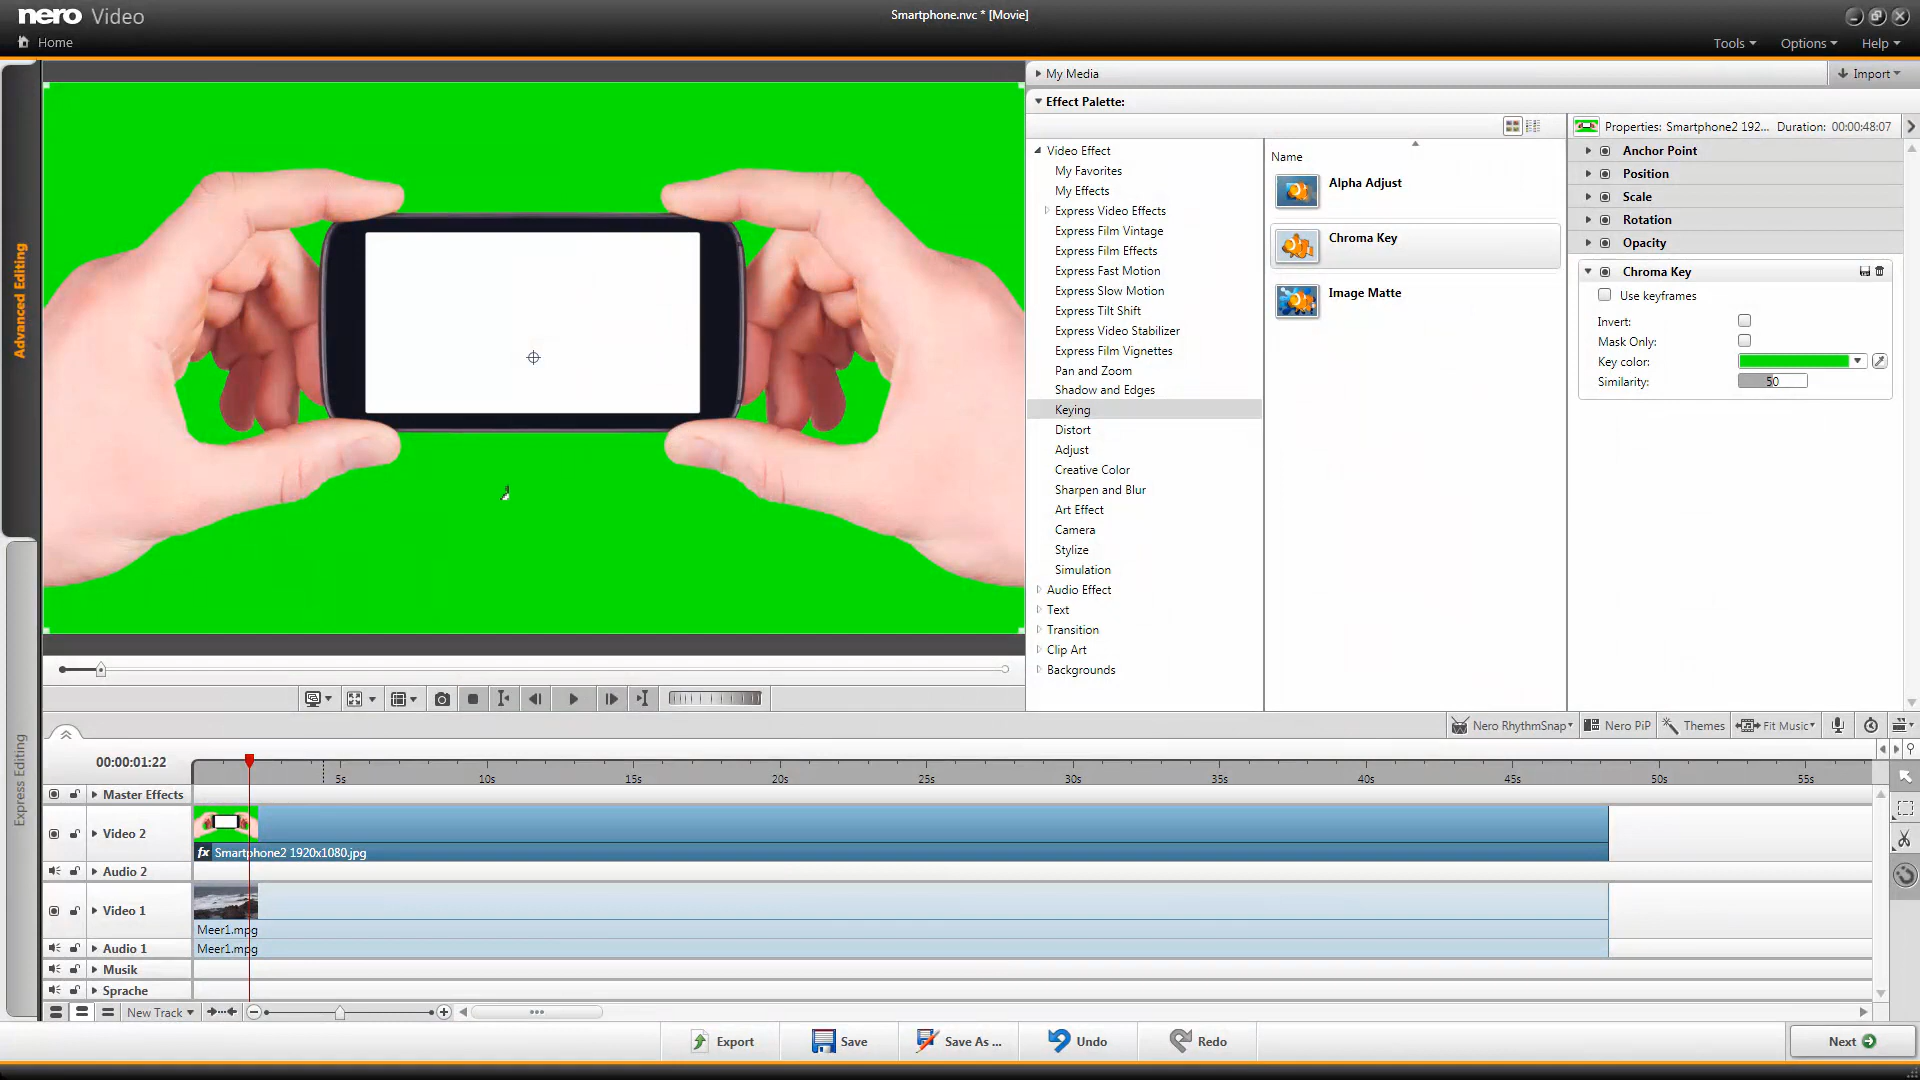 nero Video
Smartphone.nvc * [Movie]
Home
Tools
Options
Help
Advanced Editing
Express Editing
My Media
Import
Effect Palette:
Video Effect
My Favorites
My Effects
Express Video Effects
Express Film Vintage
Express Film Effects
Express Fast Motion
Express Slow Motion
Express Tilt Shift
Express Video Stabilizer
Express Film Vignettes
Pan and Zoom
Shadow and Edges
Keying
Distort
Adjust
Creative Color
Sharpen and Blur
Art Effect
Camera
Stylize
Simulation
Audio Effect
Text
Transition
Clip Art
Backgrounds
Name
Alpha Adjust
Chroma Key
Image Matte
Properties: Smartphone2 192... Duration: 00:00:48:07
Anchor Point
Position
Scale
Rotation
Opacity
Chroma Key
Use keyframes
Invert:
Mask Only:
Key color:
Similarity: 50
Nero RhythmSnap
Nero PiP
Themes
Fit Music
00:00:01:22
5s 10s 15s 20s 25s 30s 35s 40s 45s 50s 55s
Master Effects
Video 2
fx Smartphone2 1920x1080.jpg
Audio 2
Video 1
Meer1.mpg
Audio 1
Meer1.mpg
Musik
Sprache
New Track
Export
Save
Save As ...
Undo
Redo
Next